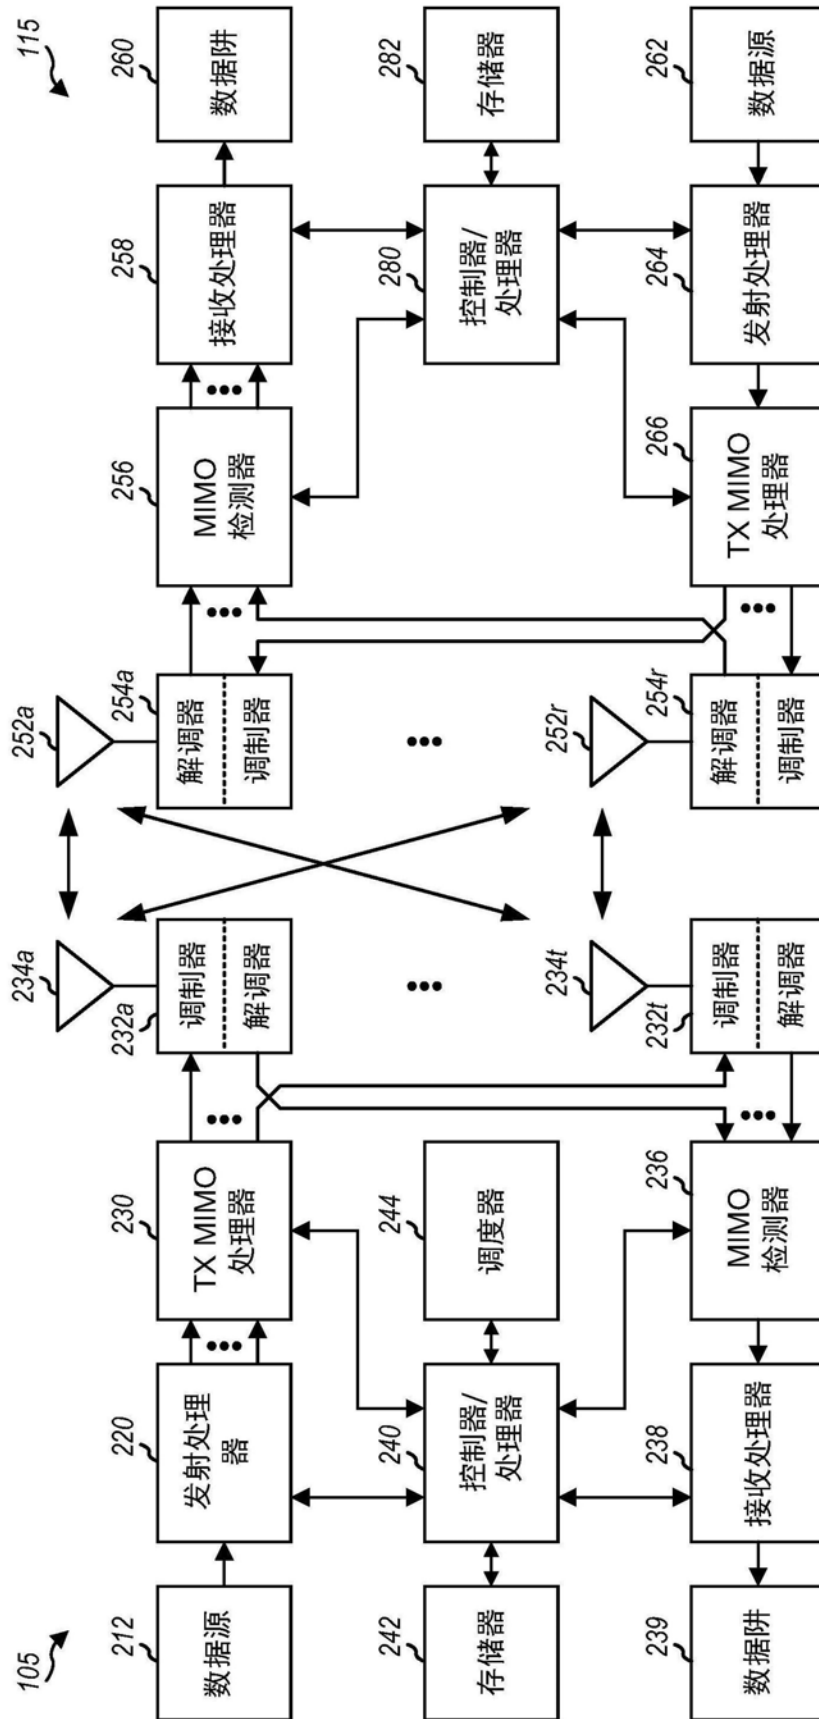 105
115
212
数据源
220
发射处理
器
230
TX MIMO
处理器
232a
调制器
解调器
234a
252a
254a
解调器
调制器
256
MIMO
检测器
258
接收处理器
260
数据阱
242
存储器
240
控制器/
处理器
244
调度器
280
控制器/
处理器
282
存储器
239
数据阱
238
接收处理器
236
MIMO
检测器
232t
调制器
解调器
234t
252r
254r
解调器
调制器
266
TX MIMO
处理器
264
发射处理器
262
数据源